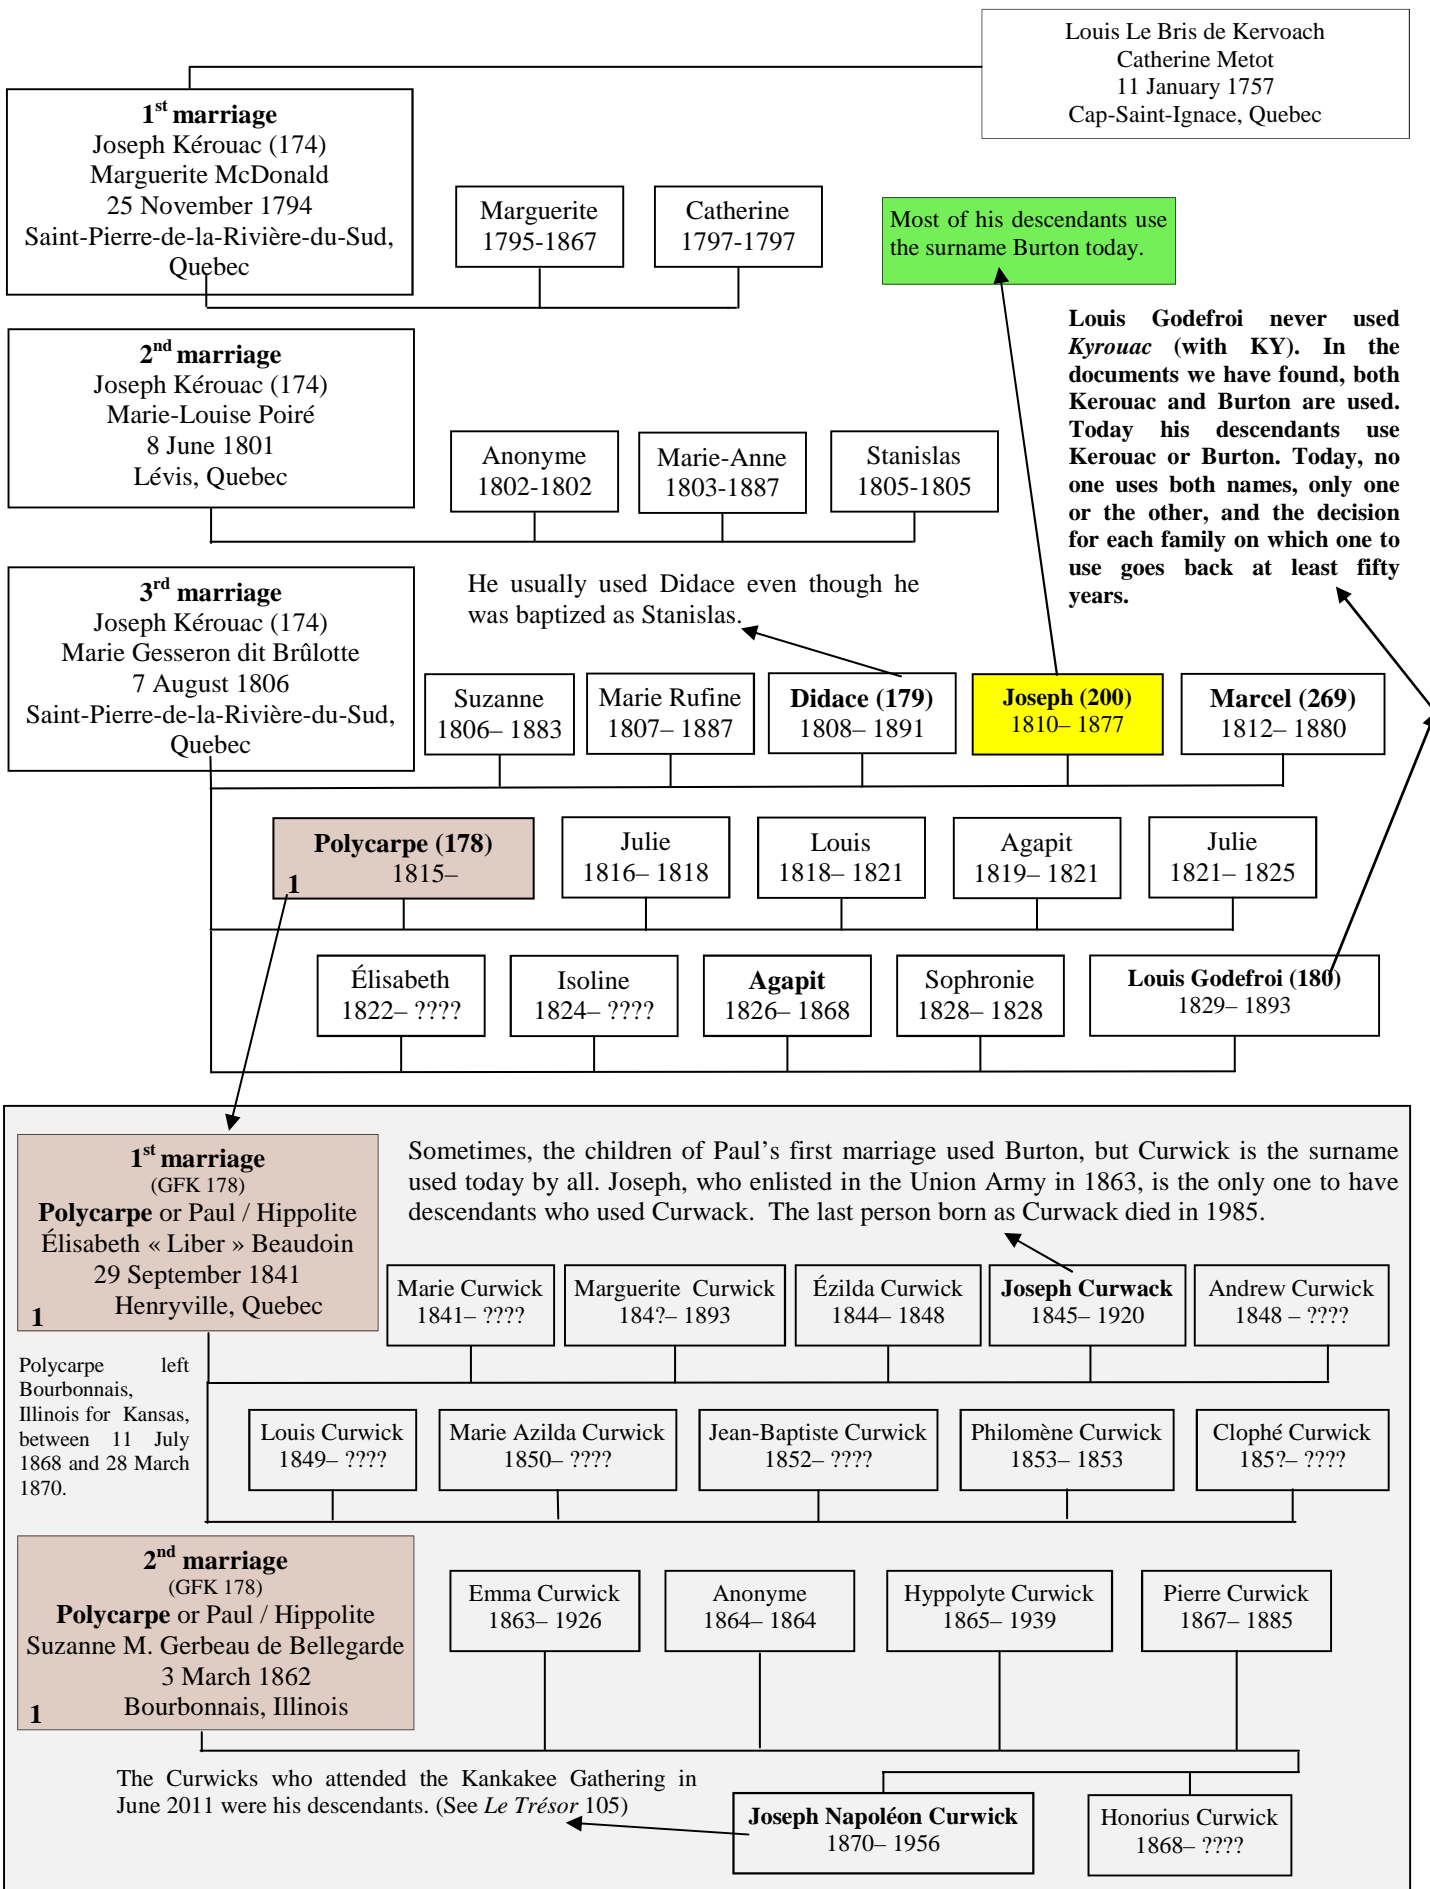 Louis Le Bris de Kervoach
Catherine Metot
11 January 1757
Cap-Saint-Ignace, Quebec
1st marriage
Joseph Kérouac (174)
Marguerite McDonald
25 November 1794
Saint-Pierre-de-la-Rivière-du-Sud,
Quebec
Marguerite
1795-1867
Catherine
1797-1797
Most of his descendants use
the surname Burton today.
Louis Godefroi never used
Kyrouac (with KY). In the
documents we have found, both
Kerouac and Burton are used.
Today his descendants use
Kerouac or Burton. Today, no
one uses both names, only one
or the other, and the decision
for each family on which one to
use goes back at least fifty
years.
2nd marriage
Joseph Kérouac (174)
Marie-Louise Poiré
8 June 1801
Lévis, Quebec
Anonyme
1802-1802
Marie-Anne
1803-1887
Stanislas
1805-1805
He usually used Didace even though he
was baptized as Stanislas.
3rd marriage
Joseph Kérouac (174)
Marie Gesseron dit Brûlotte
7 August 1806
Saint-Pierre-de-la-Rivière-du-Sud,
Quebec
Suzanne
1806– 1883
Marie Rufine
1807– 1887
Didace (179)
1808– 1891
Joseph (200)
1810– 1877
Marcel (269)
1812– 1880
Polycarpe (178)
1 1815–
Julie
1816– 1818
Louis
1818– 1821
Agapit
1819– 1821
Julie
1821– 1825
Élisabeth
1822– ????
Isoline
1824– ????
Agapit
1826– 1868
Sophronie
1828– 1828
Louis Godefroi (180)
1829– 1893
1st marriage
(GFK 178)
Polycarpe or Paul / Hippolite
Élisabeth « Liber » Beaudoin
29 September 1841
1 Henryville, Quebec
Sometimes, the children of Paul's first marriage used Burton, but Curwick is the surname
used today by all. Joseph, who enlisted in the Union Army in 1863, is the only one to have
descendants who used Curwack. The last person born as Curwack died in 1985.
Marie Curwick
1841– ????
Marguerite Curwick
184?– 1893
Ézilda Curwick
1844– 1848
Joseph Curwack
1845– 1920
Andrew Curwick
1848 – ????
Polycarpe left
Bourbonnais,
Illinois for Kansas,
between 11 July
1868 and 28 March
1870.
Louis Curwick
1849– ????
Marie Azilda Curwick
1850– ????
Jean-Baptiste Curwick
1852– ????
Philomène Curwick
1853– 1853
Clophé Curwick
185?– ????
2nd marriage
(GFK 178)
Polycarpe or Paul / Hippolite
Suzanne M. Gerbeau de Bellegarde
3 March 1862
1 Bourbonnais, Illinois
Emma Curwick
1863– 1926
Anonyme
1864– 1864
Hyppolyte Curwick
1865– 1939
Pierre Curwick
1867– 1885
The Curwicks who attended the Kankakee Gathering in
June 2011 were his descendants. (See Le Trésor 105)
Joseph Napoléon Curwick
1870– 1956
Honorius Curwick
1868– ????